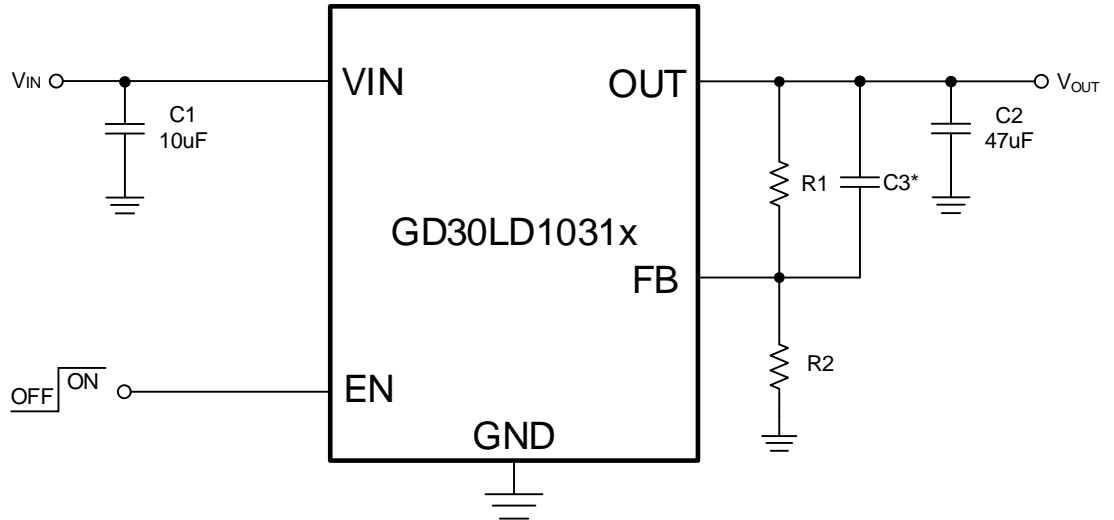 VIN
C1
10uF
VIN
OUT
VOUT
C2
47uF
R1
C3*
GD30LD1031x
FB
R2
OFF
ON
EN
GND